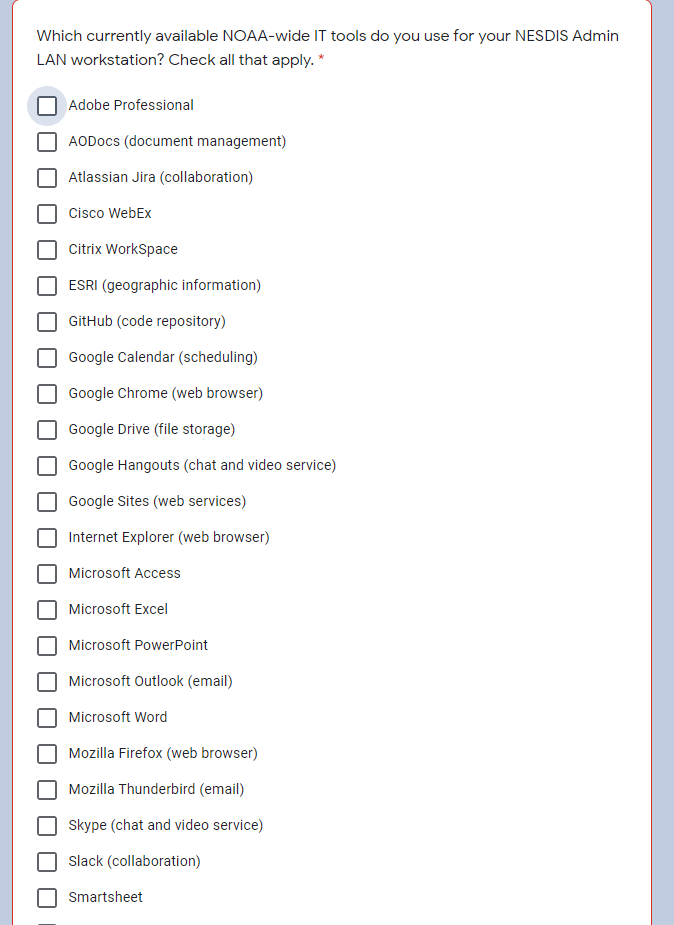 Which currently available NOAA-wide IT tools do you use for your NESDIS Admin
LAN workstation? Check all that apply. *
Adobe Professional
AODocs (document management)
Atlassian Jira (collaboration)
Cisco WebEx
Citrix WorkSpace
ESRI (geographic information)
GitHub (code repository)
Google Calendar (scheduling)
Google Chrome (web browser)
Google Drive (file storage)
Google Hangouts (chat and video service)
Google Sites (web services)
Internet Explorer (web browser)
Microsoft Access
Microsoft Excel
Microsoft PowerPoint
Microsoft Outlook (email)
Microsoft Word
Mozilla Firefox (web browser)
Mozilla Thunderbird (email)
Skype (chat and video service)
Slack (collaboration)
Smartsheet